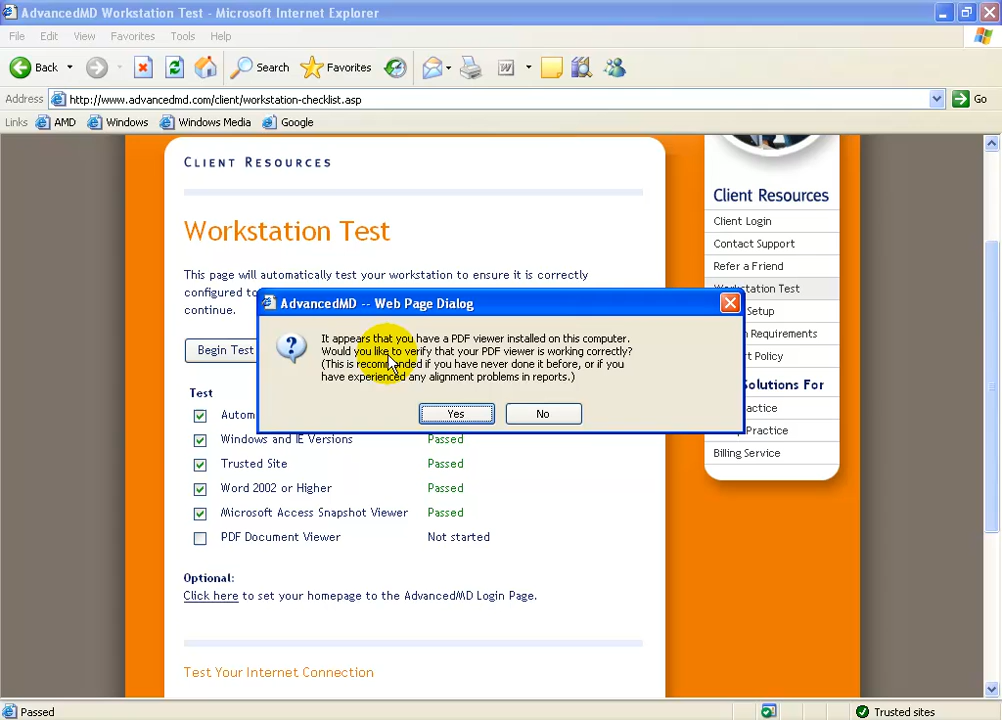 AdvancedMD Workstation Test - Microsoft Internet Explorer
File Edit View Favorites Tools Help
Back Search Favorites
Address http://www.advancedmd.com/client/workstation-checklist.asp Go
Links AMD Windows Windows Media Google
CLIENT RESOURCES
Workstation Test
This page will automatically test your workstation to ensure it is correctly
configured to
continue.
Begin Test
Test
Autom
Windows and IE Versions Passed
Trusted Site Passed
Word 2002 or Higher Passed
Microsoft Access Snapshot Viewer Passed
PDF Document Viewer Not started
Optional:
Click here to set your homepage to the AdvancedMD Login Page.
Test Your Internet Connection
AdvancedMD -- Web Page Dialog
?
It appears that you have a PDF viewer installed on this computer.
Would you like to verify that your PDF viewer is working correctly?
(This is recommended if you have never done it before, or if you
have experienced any alignment problems in reports.)
Yes No
Client Resources
Client Login
Contact Support
Refer a Friend
Workstation Test
Setup
Requirements
Policy
Solutions For
Practice
Billing Service
Passed Trusted sites